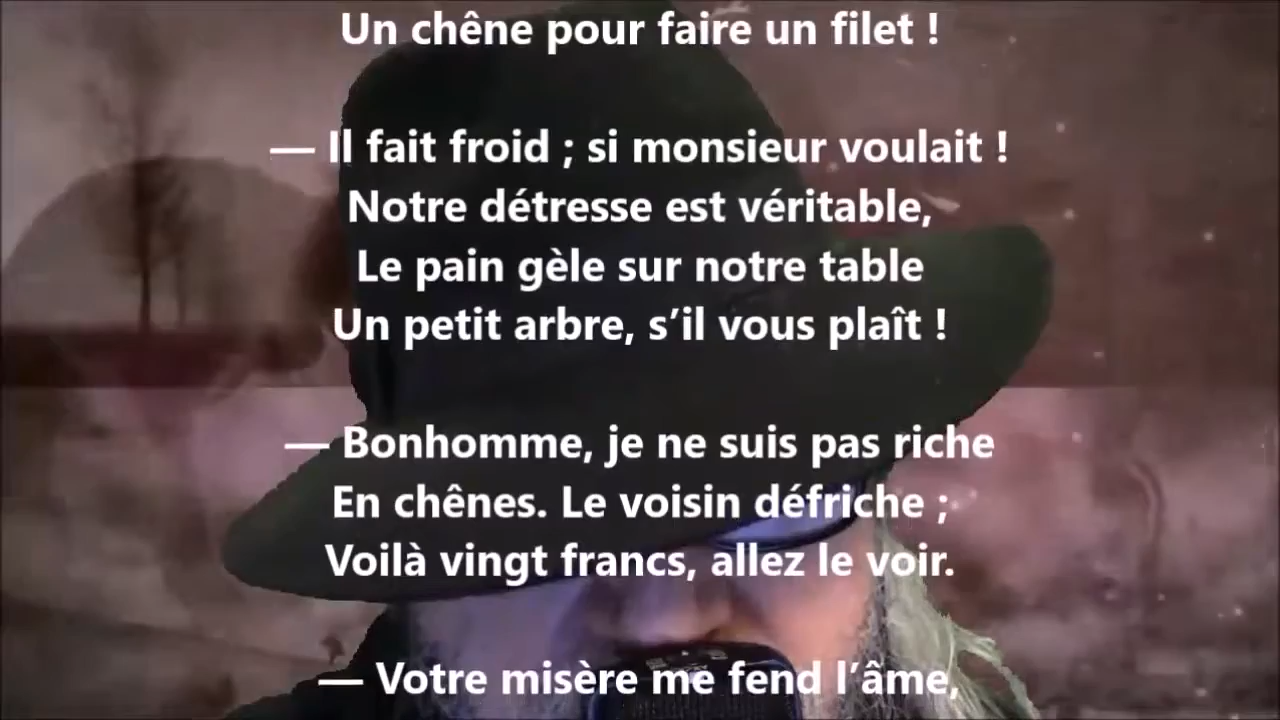 Un chêne pour faire un filet !
— Il fait froid ; si monsieur voulait !
Notre détresse est véritable,
Le pain gèle sur notre table
Un petit arbre, s’il vous plaît !
— Bonhomme, je ne suis pas riche
En chênes. Le voisin défriche ;
Voilà vingt francs, allez le voir.
— Votre misère me fend l’âme,